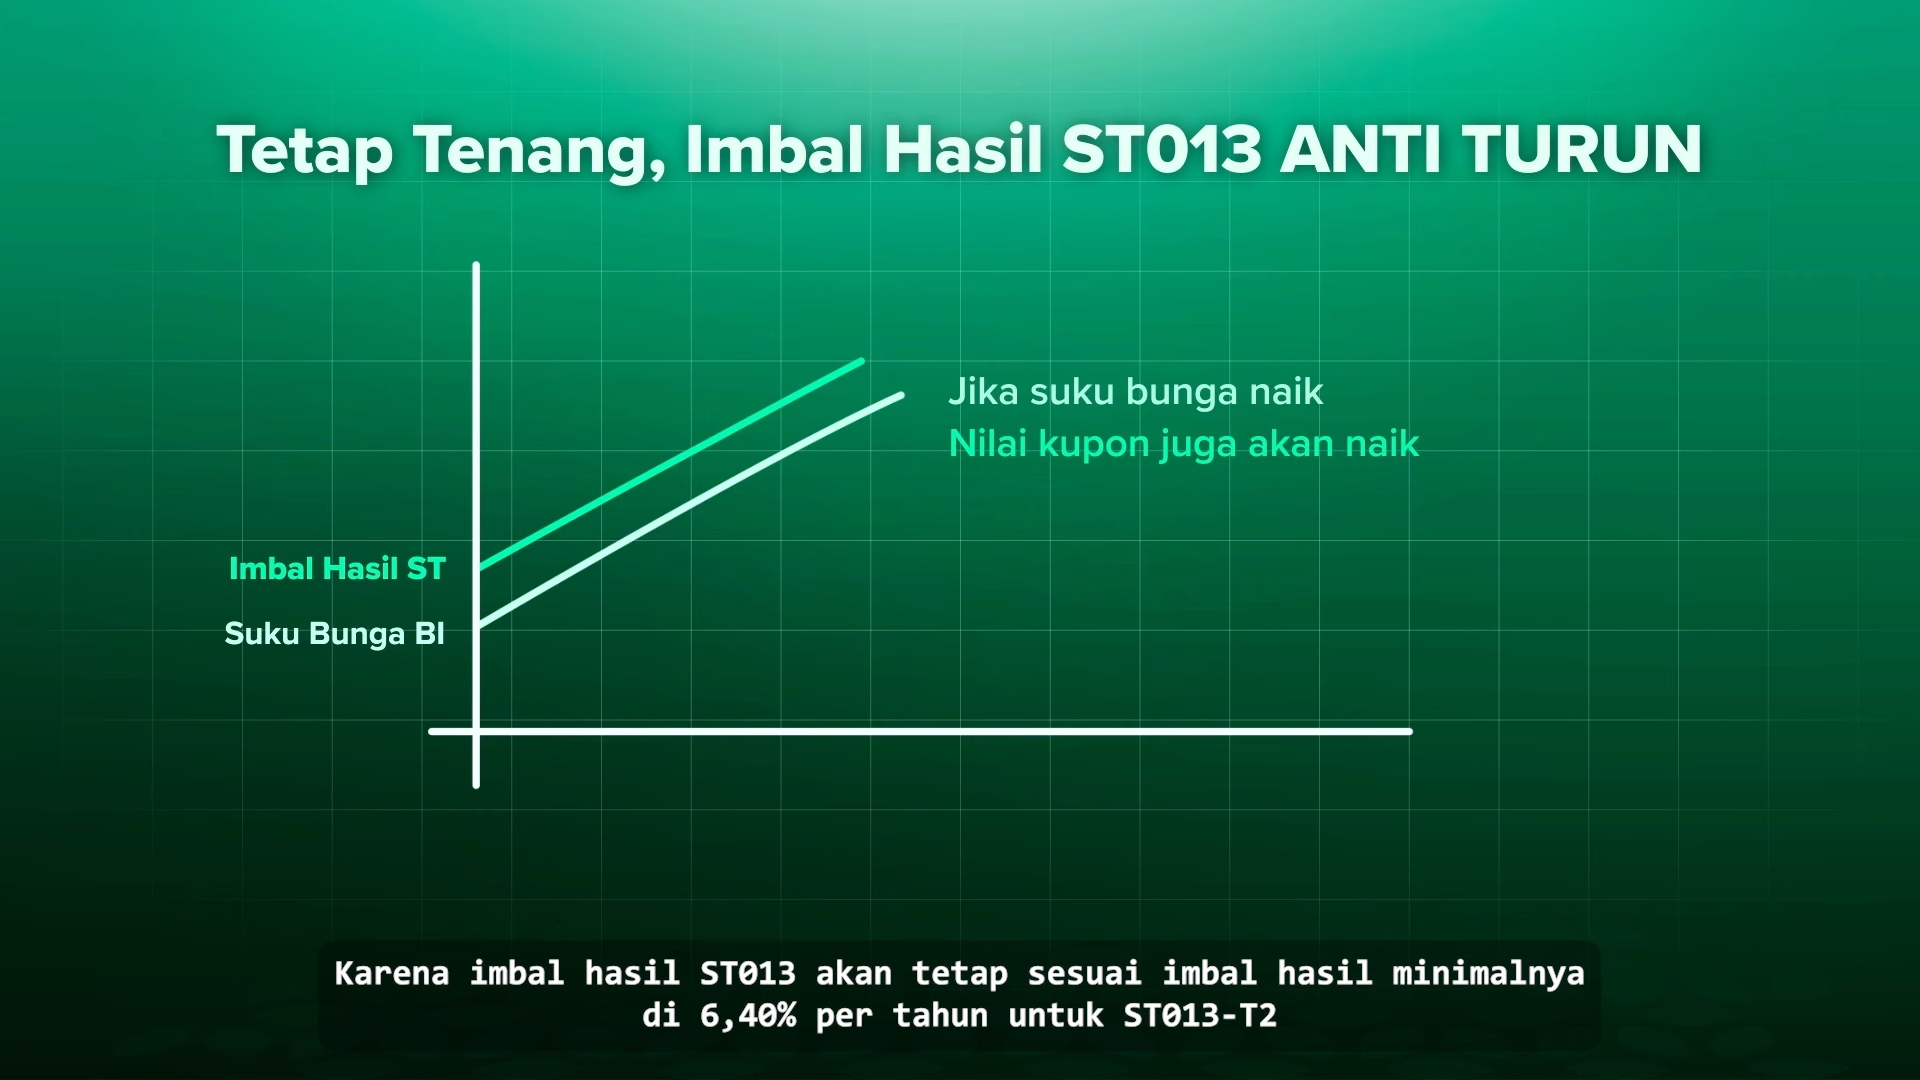 Tetap Tenang, Imbal Hasil ST013 ANTI TURUN
Jika suku bunga naik
Nilai kupon juga akan naik
Imbal Hasil ST
Suku Bunga BI
Karena imbal hasil ST013 akan tetap sesuai imbal hasil minimalnya
di 6,40% per tahun untuk ST013-T2